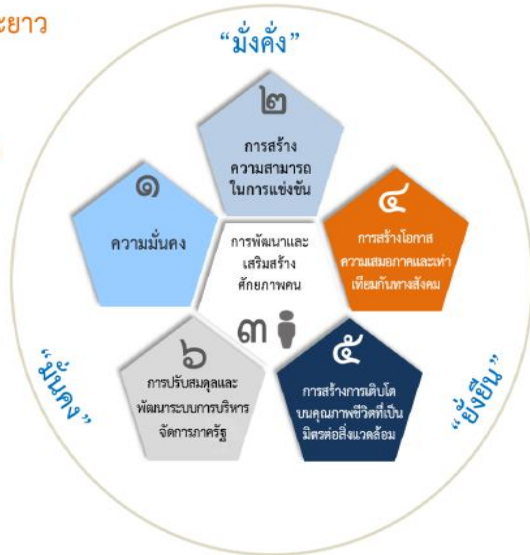 ะยาว
“มั่งคั่ง”
๒
การสร้าง
ความสามารถ
ในการแข่งขัน
๑
ความมั่นคง
๔
การสร้างโอกาส
ความเสมอภาคและเท่า
เทียมกันทางสังคม
การพัฒนาและ
เสริมสร้าง
ศักยภาพคน
๓
๖
การปรับสมดุลและ
พัฒนาระบบการบริหาร
จัดการภาครัฐ
๕
การสร้างการเติบโต
บนคุณภาพชีวิตที่เป็น
มิตรต่อสิ่งแวดล้อม
“มั่นคง”
“ยั่งยืน”